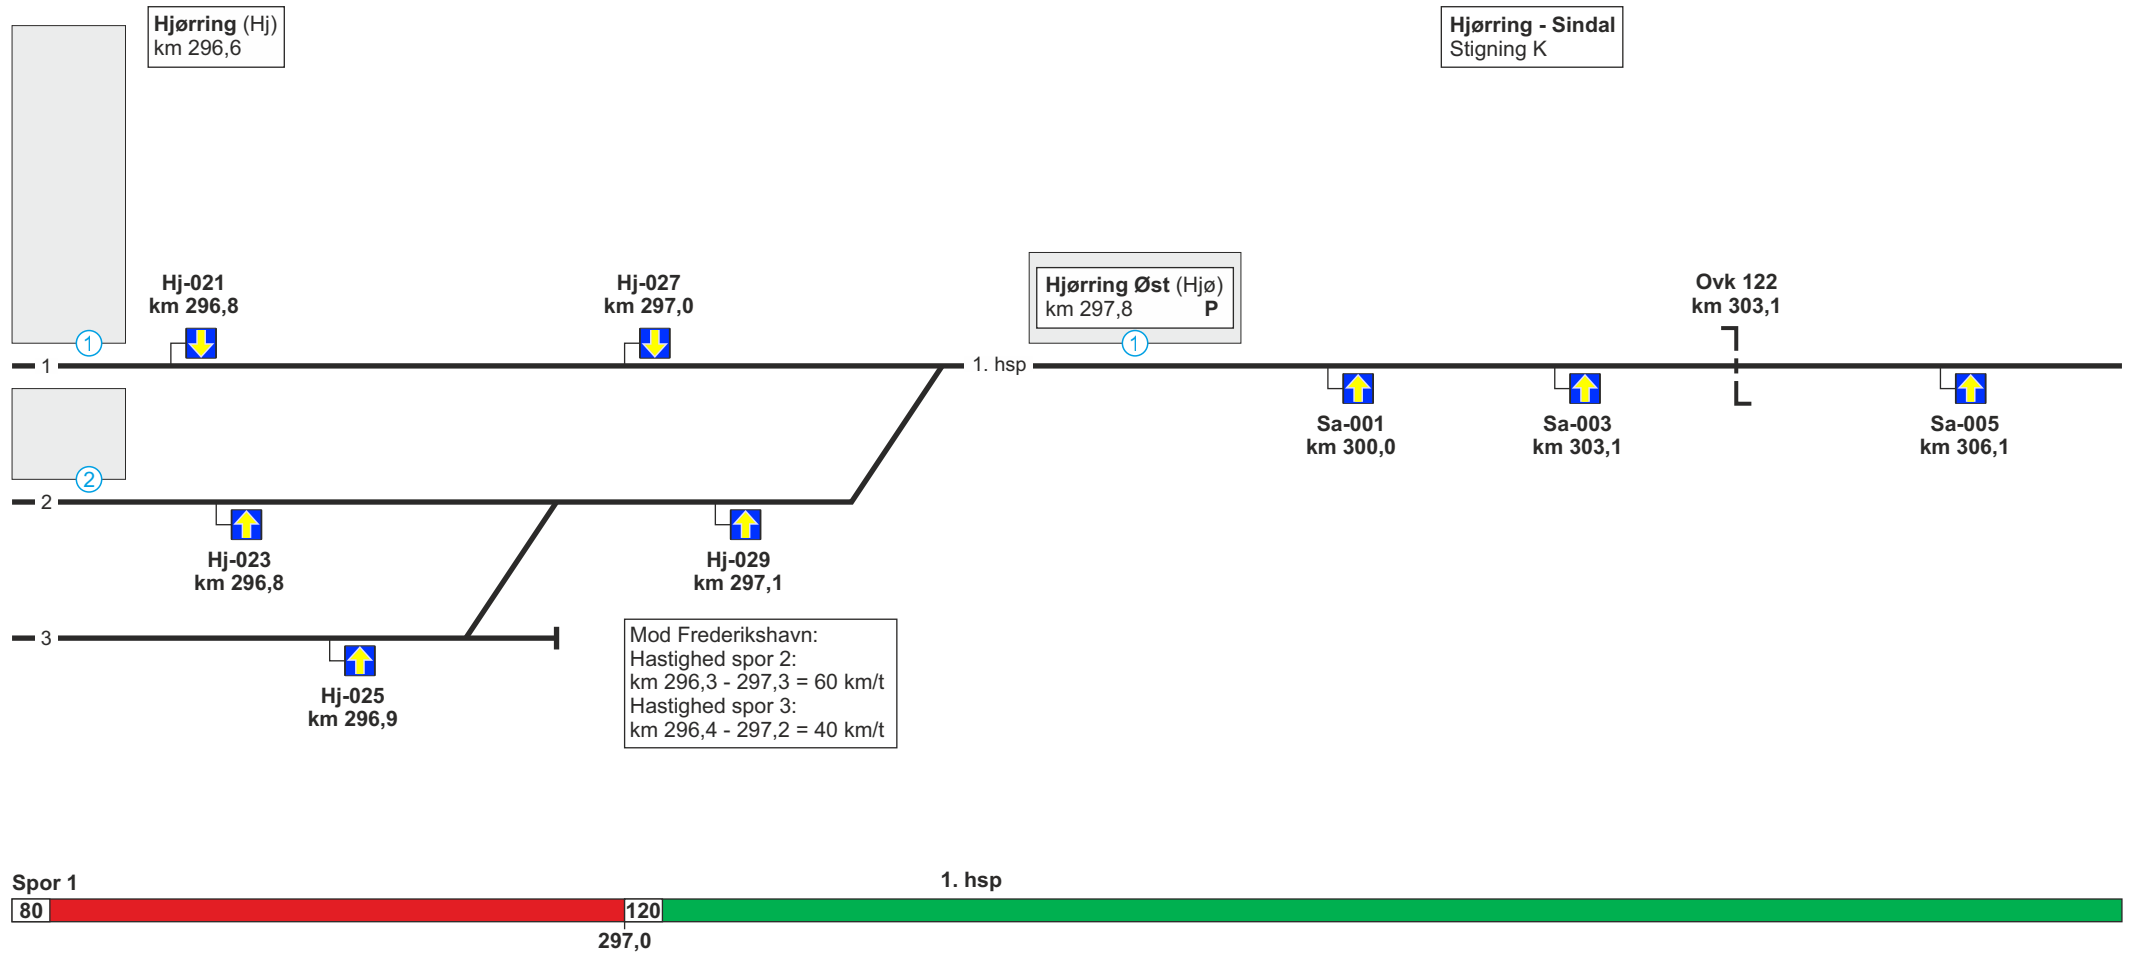 Hjørring (Hj)
km 296,6
Hjørring - Sindal
Stigning K
Hj-021
km 296,8
Hj-027
km 297,0
Hjørring Øst (Hjø)
km 297,8 P
Ovk 122
km 303,1
1
1
1
1. hsp
Sa-001
km 300,0
Sa-003
km 303,1
Sa-005
km 306,1
2
2
Hj-023
km 296,8
Hj-029
km 297,1
3
Hj-025
km 296,9
Mod Frederikshavn:
Hastighed spor 2:
km 296,3 - 297,3 = 60 km/t
Hastighed spor 3:
km 296,4 - 297,2 = 40 km/t
Spor 1
1. hsp
80
120
297,0